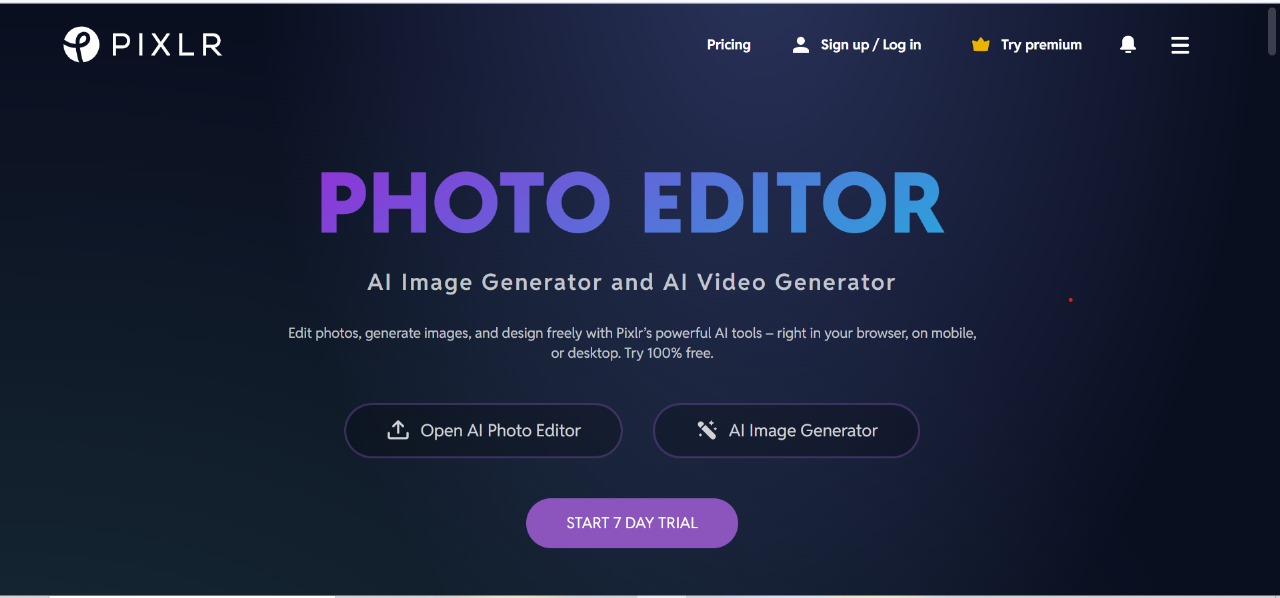 PIXLR
Pricing
Sign up / Log in
Try premium
PHOTO EDITOR
AI Image Generator and AI Video Generator
Edit photos, generate images, and design freely with Pixlr’s powerful AI tools – right in your browser, on mobile,
or desktop. Try 100% free.
Open AI Photo Editor
AI Image Generator
START 7 DAY TRIAL